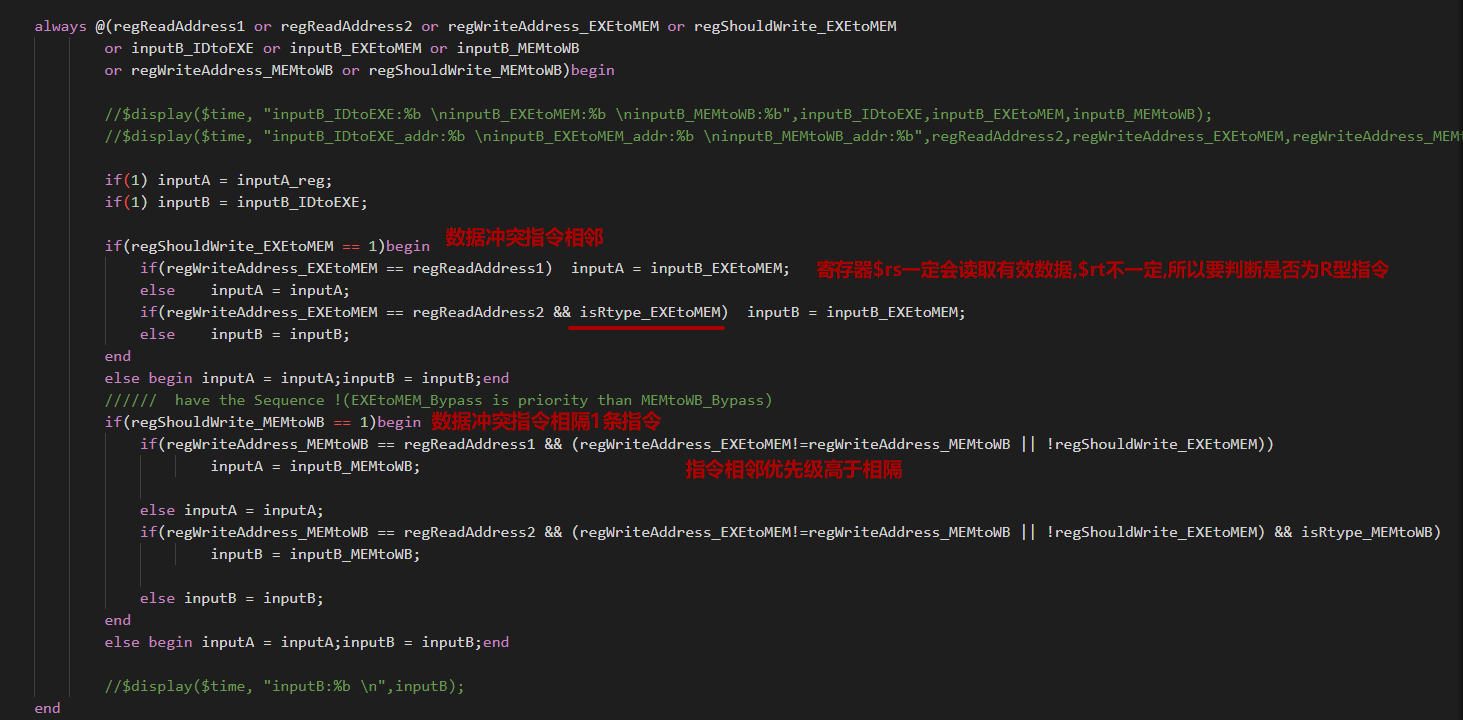 always @(regReadAddress1 or regReadAddress2 or regWriteAddress_EXEtoMEM or regShouldWrite_EXEtoMEM
or inputB_IDtoEXE or inputB_EXEtoMEM or inputB_MEMtoWB
or regWriteAddress_MEMtoWB or regShouldWrite_MEMtoWB)begin
//$display($time, "inputB_IDtoEXE:%b \ninputB_EXEtoMEM:%b \ninputB_MEMtoWB:%b",inputB_IDtoEXE,inputB_EXEtoMEM,inputB_MEMtoWB);
//$display($time, "inputB_IDtoEXE_addr:%b \ninputB_EXEtoMEM_addr:%b \ninputB_MEMtoWB_addr:%b",regReadAddress2,regWriteAddress_EXEtoMEM,regWriteAddress_MEM
if(1) inputA = inputA_reg;
if(1) inputB = inputB_IDtoEXE;
if(regShouldWrite_EXEtoMEM == 1)begin 数据冲突指令相邻
if(regWriteAddress_EXEtoMEM == regReadAddress1) inputA = inputB_EXEtoMEM; 寄存器$rs一定会读取有效数据,$rt不一定,所以要判断是否为R型指令
else inputA = inputA;
if(regWriteAddress_EXEtoMEM == regReadAddress2 && isRtype_EXEtoMEM) inputB = inputB_EXEtoMEM;
else inputB = inputB;
end
else begin inputA = inputA;inputB = inputB;end
////// have the Sequence !(EXEtoMEM_Bypass is priority than MEMtoWB_Bypass)
if(regShouldWrite_MEMtoWB == 1)begin 数据冲突指令相隔1条指令
if(regWriteAddress_MEMtoWB == regReadAddress1 && (regWriteAddress_EXEtoMEM!=regWriteAddress_MEMtoWB || !regShouldWrite_EXEtoMEM))
inputA = inputB_MEMtoWB; 指令相邻优先级高于相隔
else inputA = inputA;
if(regWriteAddress_MEMtoWB == regReadAddress2 && (regWriteAddress_EXEtoMEM!=regWriteAddress_MEMtoWB || !regShouldWrite_EXEtoMEM) && isRtype_MEMtoWB)
inputB = inputB_MEMtoWB;
else inputB = inputB;
end
else begin inputA = inputA;inputB = inputB;end
//$display($time, "inputB:%b \n",inputB);
end